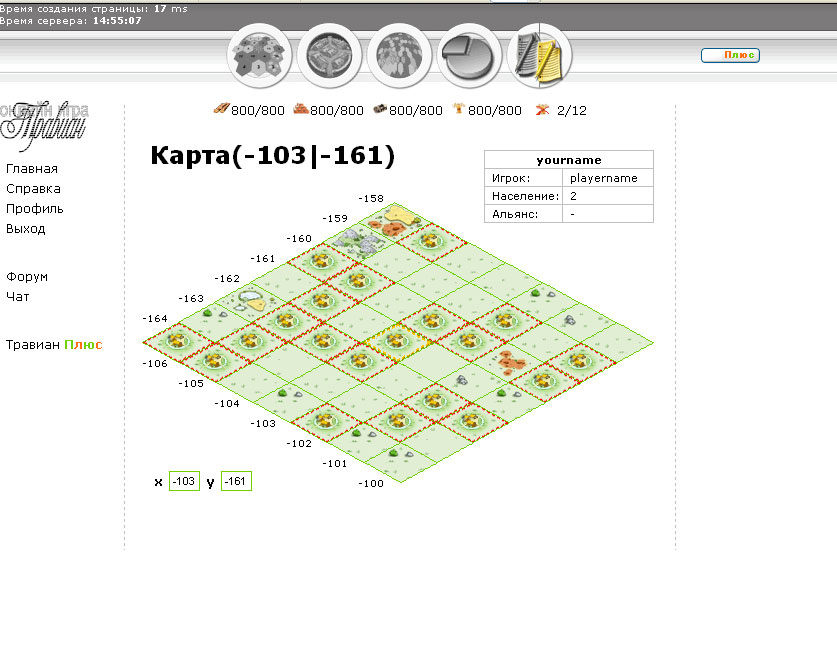 Время создания страницы: 17 ms
Время сервера: 14:55:07
Плюс
онлайн игра
Травиан
800/800 800/800 800/800 800/800 2/12
Карта(-103|-161)
yourname
Игрок: playername
Население: 2
Альянс: -
Главная
Справка
Профиль
Выход
Форум
Чат
Травиан Плюс
-158
-159
-160
-161
-162
-163
-164
-106
-105
-104
-103
-102
-101
-100
x -103 y -161